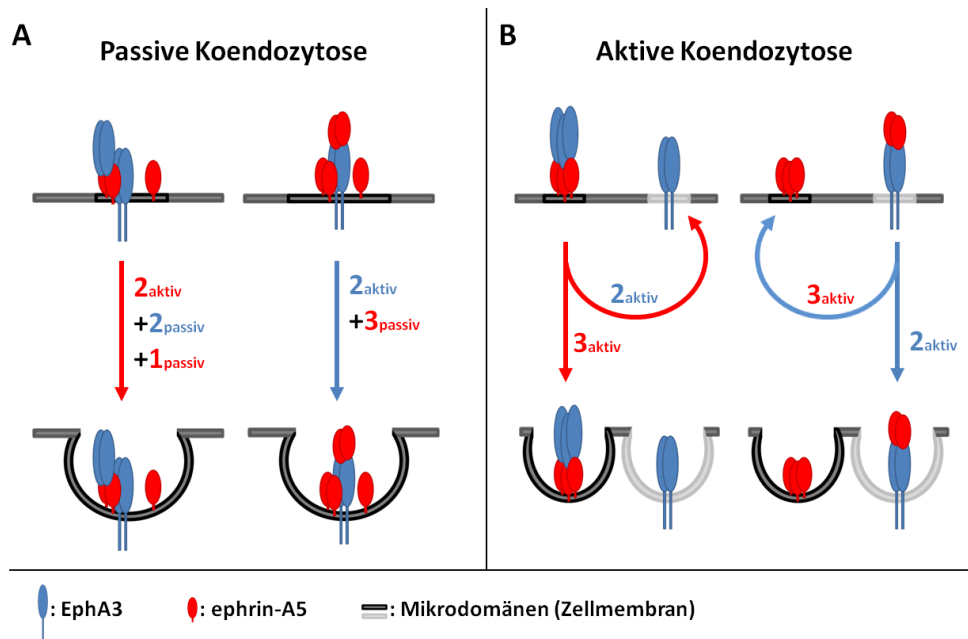 A
Passive Koendozytose
2aktiv
+2passiv
+1passiv
2aktiv
+3passiv
B
Aktive Koendozytose
2aktiv
3aktiv
3aktiv
2aktiv
: EphA3
: ephrin-A5
: Mikrodomänen (Zellmembran)